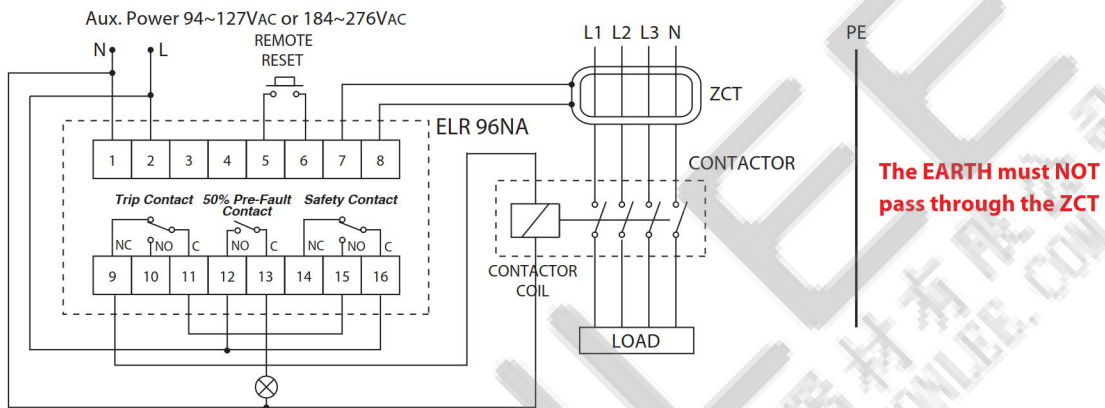 Aux. Power 94~127VAC or 184~276VAC
N L
REMOTE
RESET
L1 L2 L3 N
PE
ZCT
ELR 96NA
1 2 3 4 5 6 7 8
CONTACTOR
The EARTH must NOT
pass through the ZCT
Trip Contact 50% Pre-Fault Safety Contact
Contact
NC NO C NO C NC NO C
9 10 11 12 13 14 15 16
CONTACTOR
COIL
LOAD